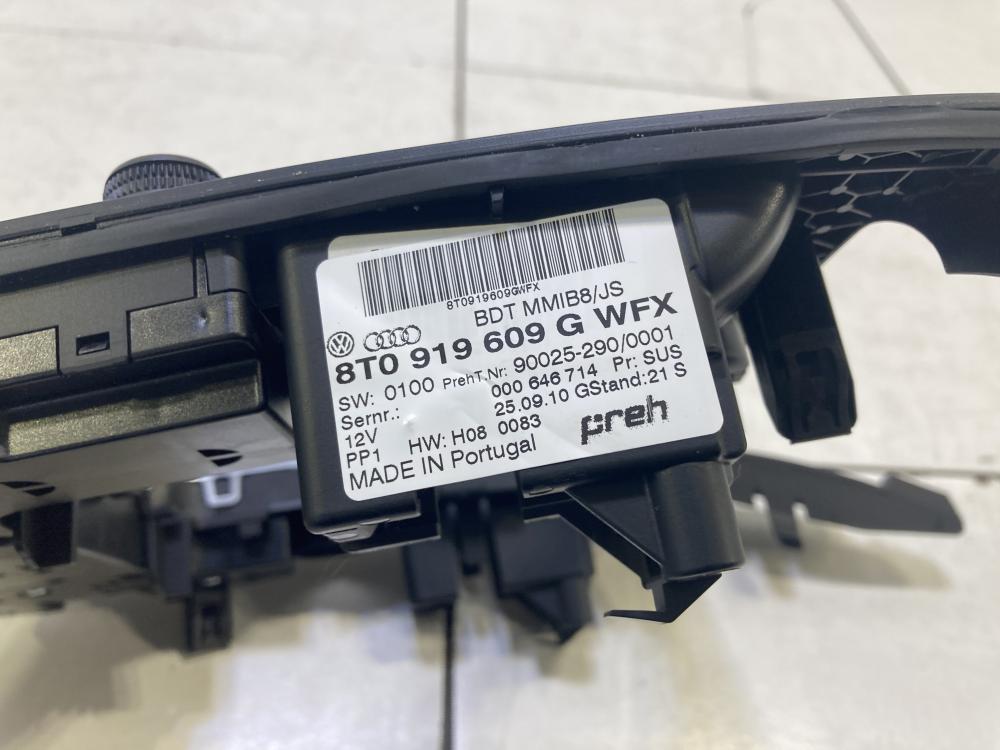 8T0919609GWFX
BDT MMIB8/JS
8T0 919 609 G WFX
SW: 0100 PrehT.Nr: 90025-290/0001
Sernr.: 000 646 714 Pr: SUS
12V 25.09.10 GStand: 21 S
PP1 HW: H08 0083
MADE IN Portugal
preh